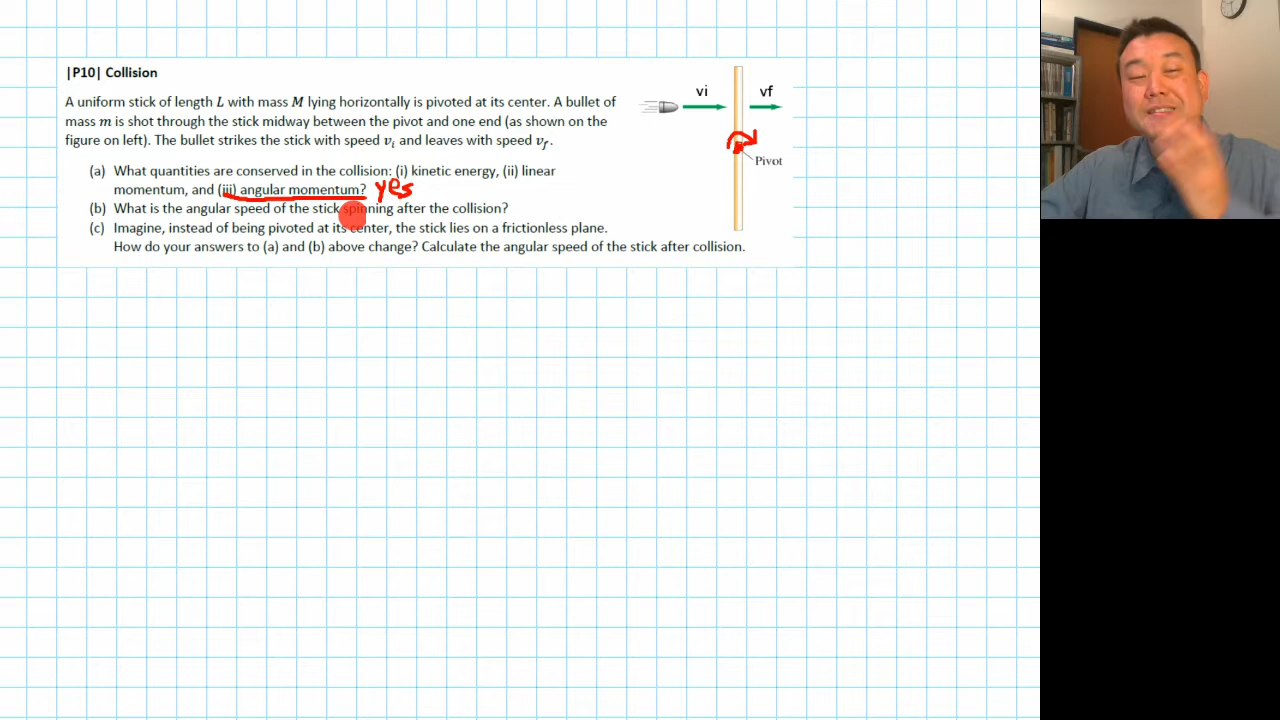 |P10| Collision
A uniform stick of length L with mass M lying horizontally is pivoted at its center. A bullet of
mass m is shot through the stick midway between the pivot and one end (as shown on the
figure on left). The bullet strikes the stick with speed vi and leaves with speed vf.
(a) What quantities are conserved in the collision: (i) kinetic energy, (ii) linear
momentum, and (iii) angular momentum? yes
(b) What is the angular speed of the stick spinning after the collision?
(c) Imagine, instead of being pivoted at its center, the stick lies on a frictionless plane.
How do your answers to (a) and (b) above change? Calculate the angular speed of the stick after collision.
vi vf
Pivot